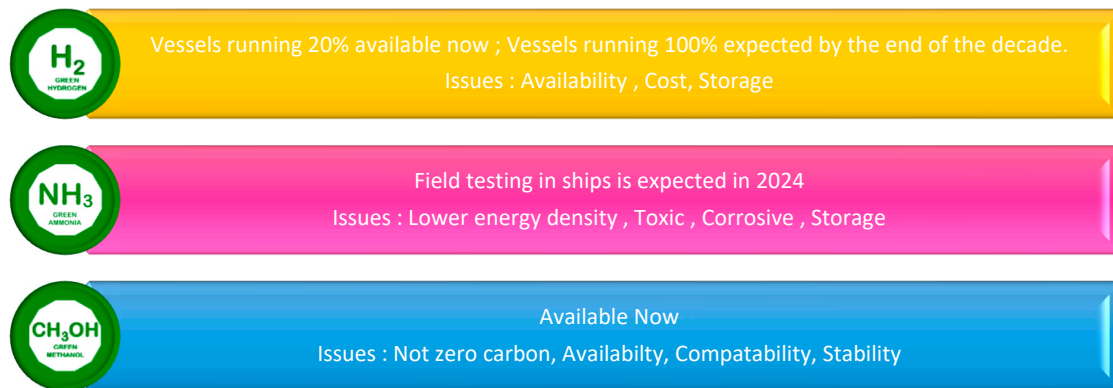 H2
GREEN
HYDROGEN
Vessels running 20% available now ; Vessels running 100% expected by the end of the decade.
Issues : Availability , Cost, Storage
NH3
GREEN
AMMONIA
Field testing in ships is expected in 2024
Issues : Lower energy density , Toxic , Corrosive , Storage
CH3OH
GREEN
METHANOL
Available Now
Issues : Not zero carbon, Availabilty, Compatability, Stability